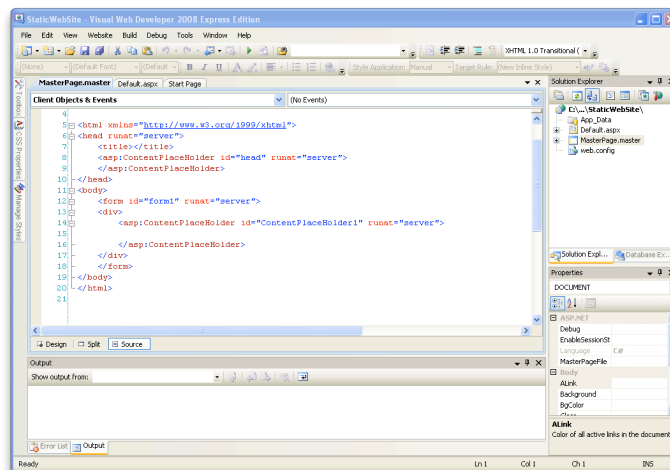 StaticWebSite - Visual Web Developer 2008 Express Edition
File Edit View Website Build Debug Tools Window Help
XHTML 1.0 Transitional (
(None) (Default Font) (Default Style Application: Manual Target Rule: (New Inline Style)
MasterPage.master Default.aspx Start Page
Client Objects & Events (No Events)
4
5 <html xmlns="http://www.w3.org/1999/xhtml">
6 <head runat="server">
7 <title></title>
8 <asp:ContentPlaceHolder id="head" runat="server">
9 </asp:ContentPlaceHolder>
10 </head>
11 <body>
12 <form id="form1" runat="server">
13 <div>
14 <asp:ContentPlaceHolder id="ContentPlaceHolder1" runat="server">
15
16 </asp:ContentPlaceHolder>
17 </div>
18 </form>
19 </body>
20 </html>
21
Design Split Source
Toolbox
CSS Properties
Manage Styles
Output
Show output from:
Error List Output
Solution Explorer
C:\...\StaticWebSite\
App_Data
Default.aspx
MasterPage.master
web.config
Solution Expl... Database Ex...
Properties
DOCUMENT
ASP.NET
Debug
EnableSessionSt
Language C#
MasterPageFile
Body
ALink
Background
BgColor
ALink
Color of all active links in the document
Ready Ln 1 Col 1 Ch 1 INS